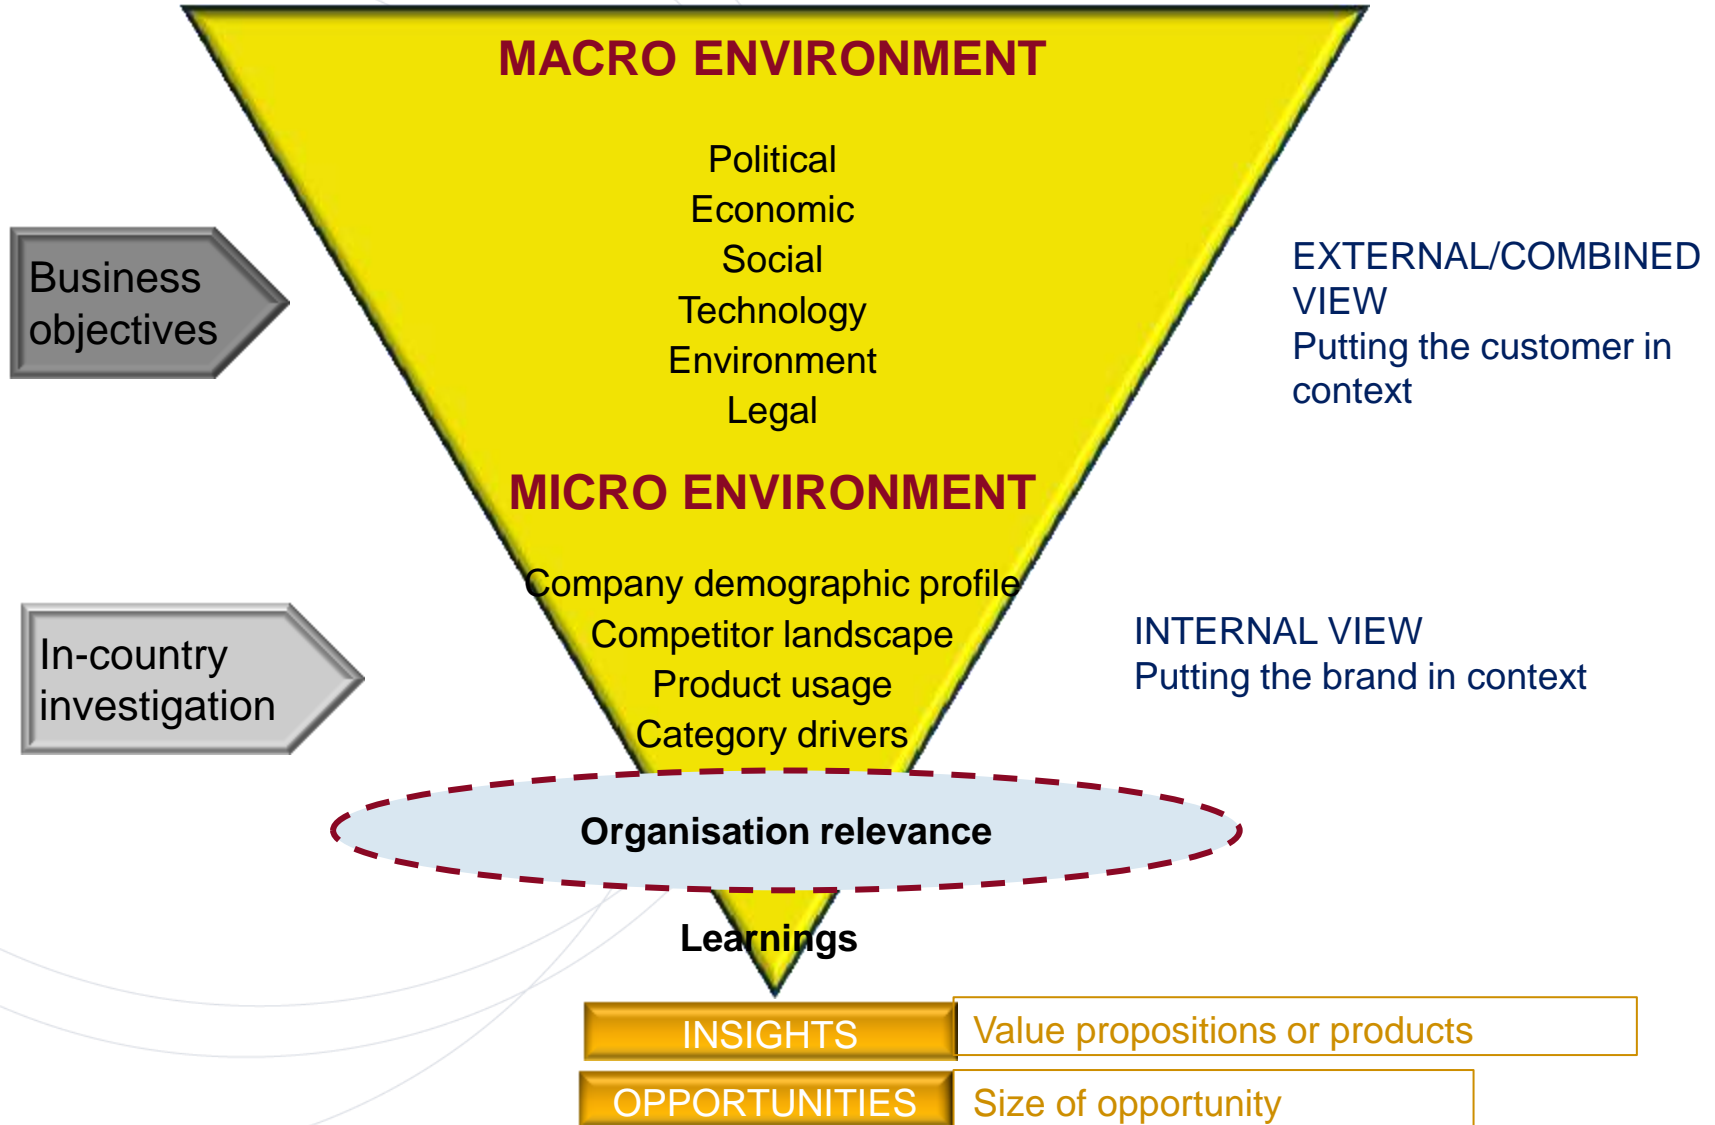 MACRO ENVIRONMENT
Political
Economic
Social
Technology
Environment
Legal
Business
objectives
EXTERNAL/COMBINED
VIEW
Putting the customer in
context
MICRO ENVIRONMENT
Company demographic profile
Competitor landscape
Product usage
Category drivers
In-country
investigation
INTERNAL VIEW
Putting the brand in context
Organisation relevance
Learnings
INSIGHTS
Value propositions or products
OPPORTUNITIES
Size of opportunity